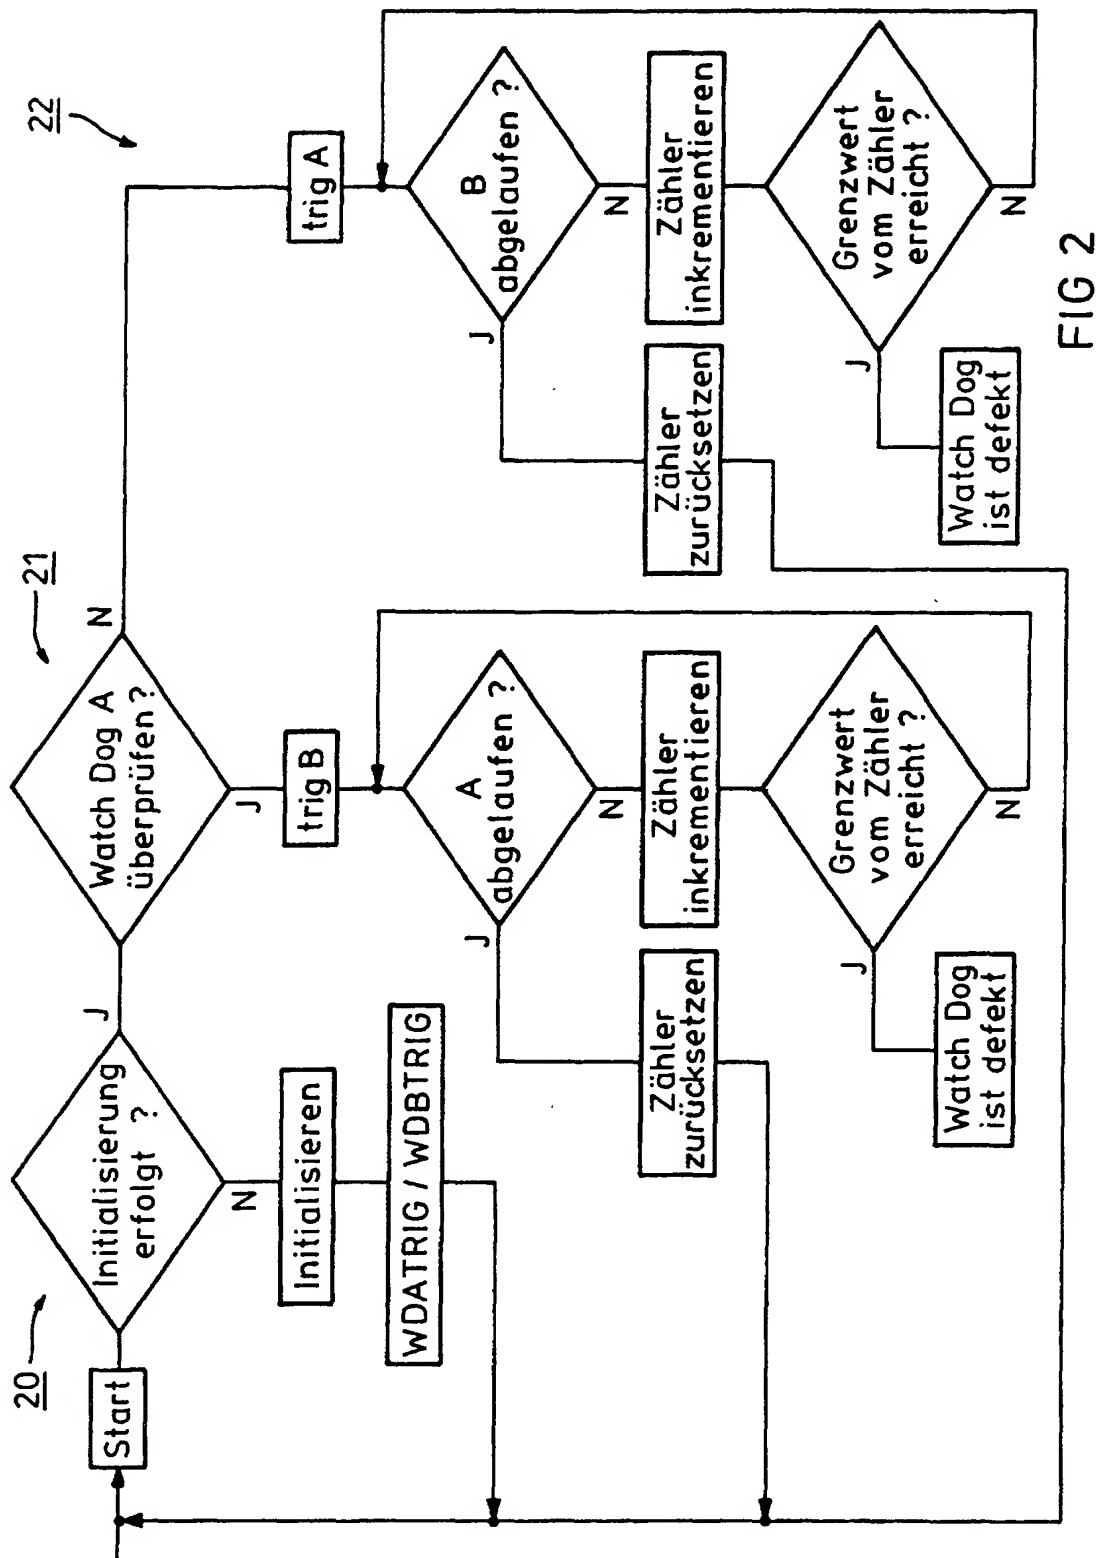 20
21
22
Start
Initialisierung
erfolgt ?
J
N
Initialisieren
WDATRIG / WDBTRIG
Watch Dog A
überprüfen ?
N
J
trig B
A
abgelaufen ?
J
N
Zähler
zurücksetzen
Zähler
inkrementieren
Grenzwert
vom Zähler
erreicht ?
J
N
Watch Dog
ist defekt
trig A
B
abgelaufen ?
J
N
Zähler
zurücksetzen
Zähler
inkrementieren
Grenzwert
vom Zähler
erreicht ?
J
N
Watch Dog
ist defekt
FIG 2